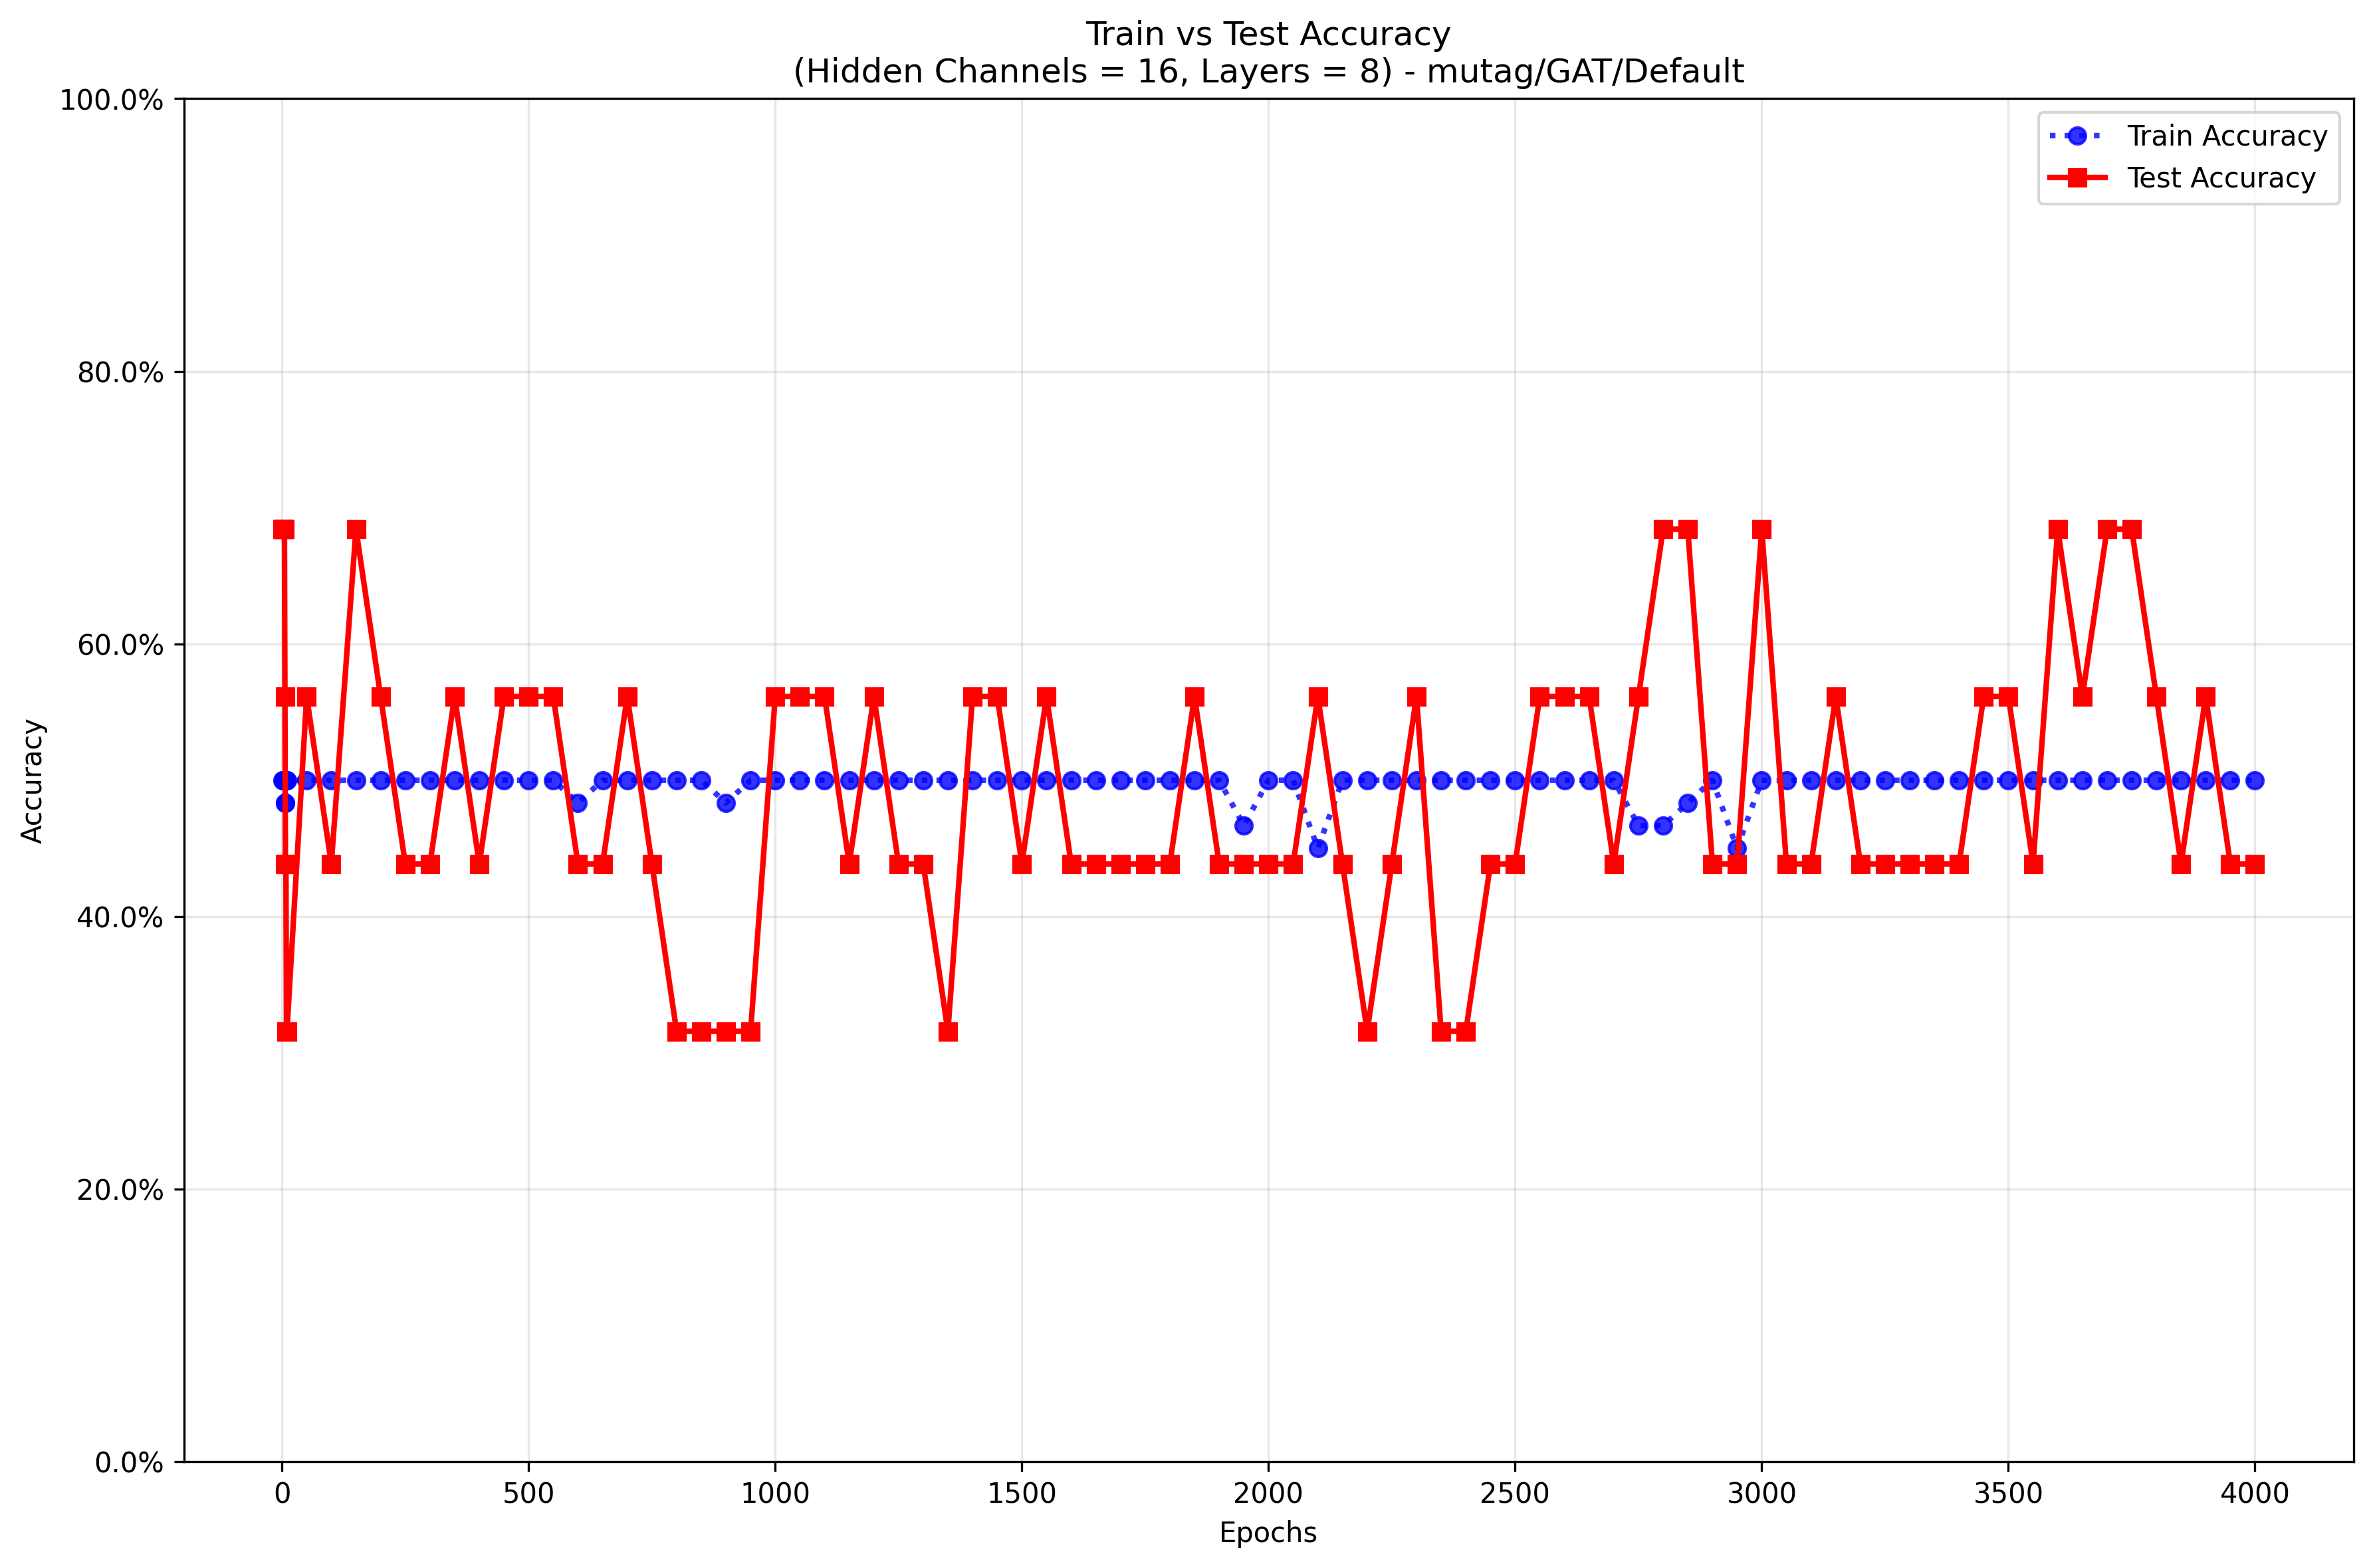 Train vs Test Accuracy
(Hidden Channels = 16, Layers = 8) - mutag/GAT/Default
100.0%
80.0%
60.0%
40.0%
20.0%
0.0%
Accuracy
Train Accuracy
Test Accuracy
0 500 1000 1500 2000 2500 3000 3500 4000
Epochs